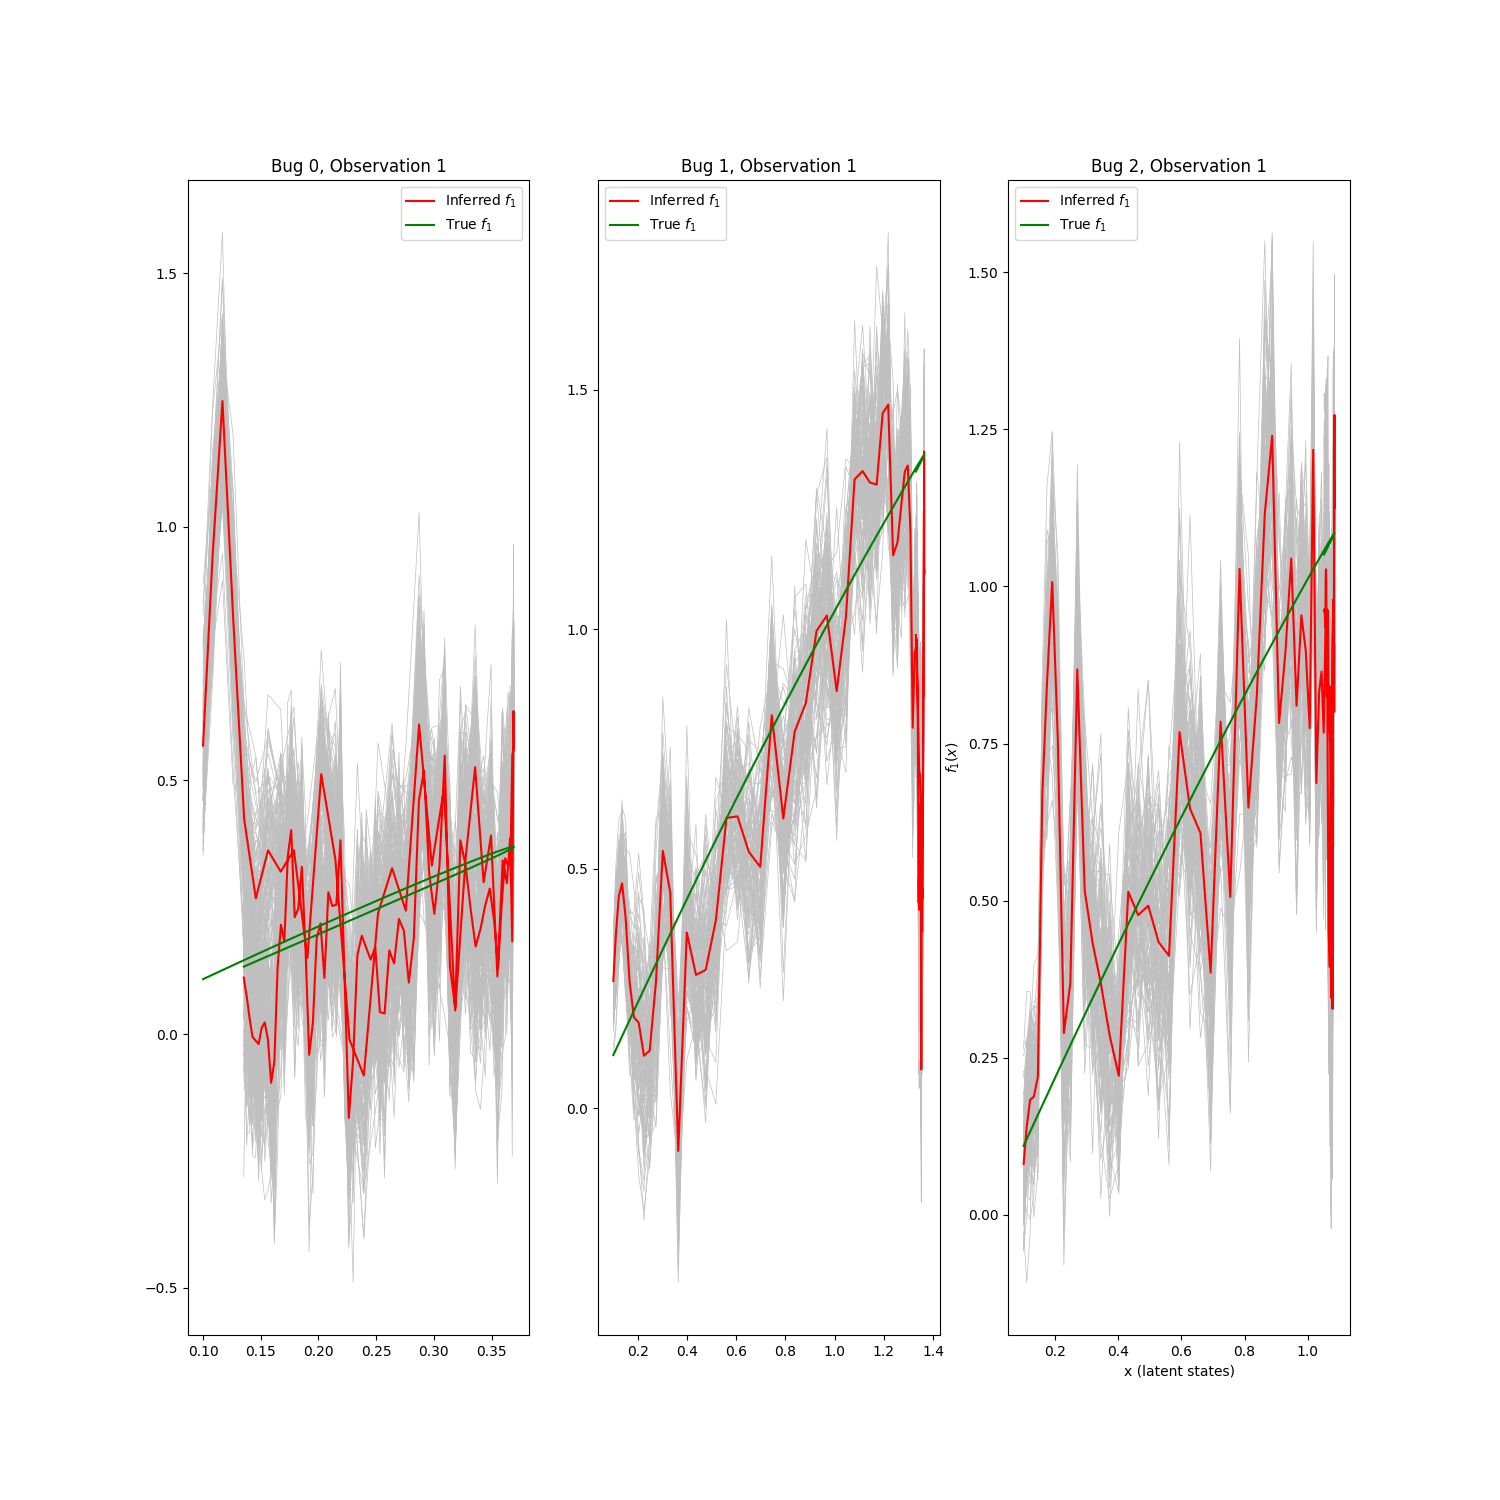 Bug 0, Observation 1
Inferred f₁
True f₁
1.5
1.0
0.5
0.0
−0.5
0.10 0.15 0.20 0.25 0.30 0.35
Bug 1, Observation 1
Inferred f₁
True f₁
1.5
1.0
0.5
0.0
0.2 0.4 0.6 0.8 1.0 1.2 1.4
Bug 2, Observation 1
Inferred f₁
True f₁
f₁(x)
1.50
1.25
1.00
0.75
0.50
0.25
0.00
0.2 0.4 0.6 0.8 1.0
x (latent states)